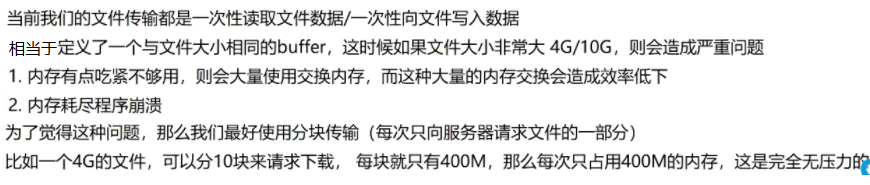 当前我们的文件传输都是一次性读取文件数据/一次性向文件写入数据
相当于定义了一个与文件大小相同的buffer，这时候如果文件大小非常大 4G/10G，则会造成严重问题
1. 内存有点吃紧不够用，则会大量使用交换内存，而这种大量的内存交换会造成效率低下
2. 内存耗尽程序崩溃
为了觉得这种问题，那么我们最好使用分块传输（每次只向服务器请求文件的一部分）
比如一个4G的文件，可以分10块来请求下载， 每块就只有400M，那么每次只占用400M的内存，这是完全无压力的